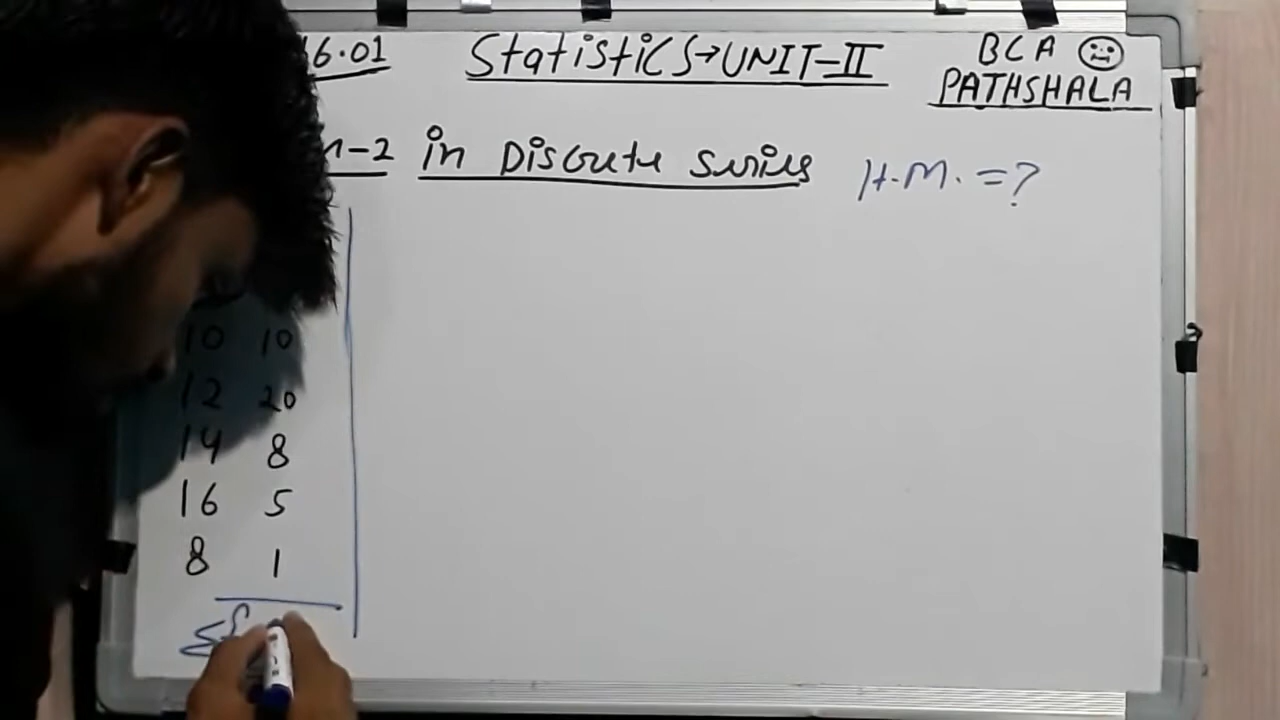 6.01 Statistics→UNIT-II BCA
PATHSHALA
n-2 in Discrete Series H.M. = ?
10 10
12 20
14 8
16 5
8 1
Σf